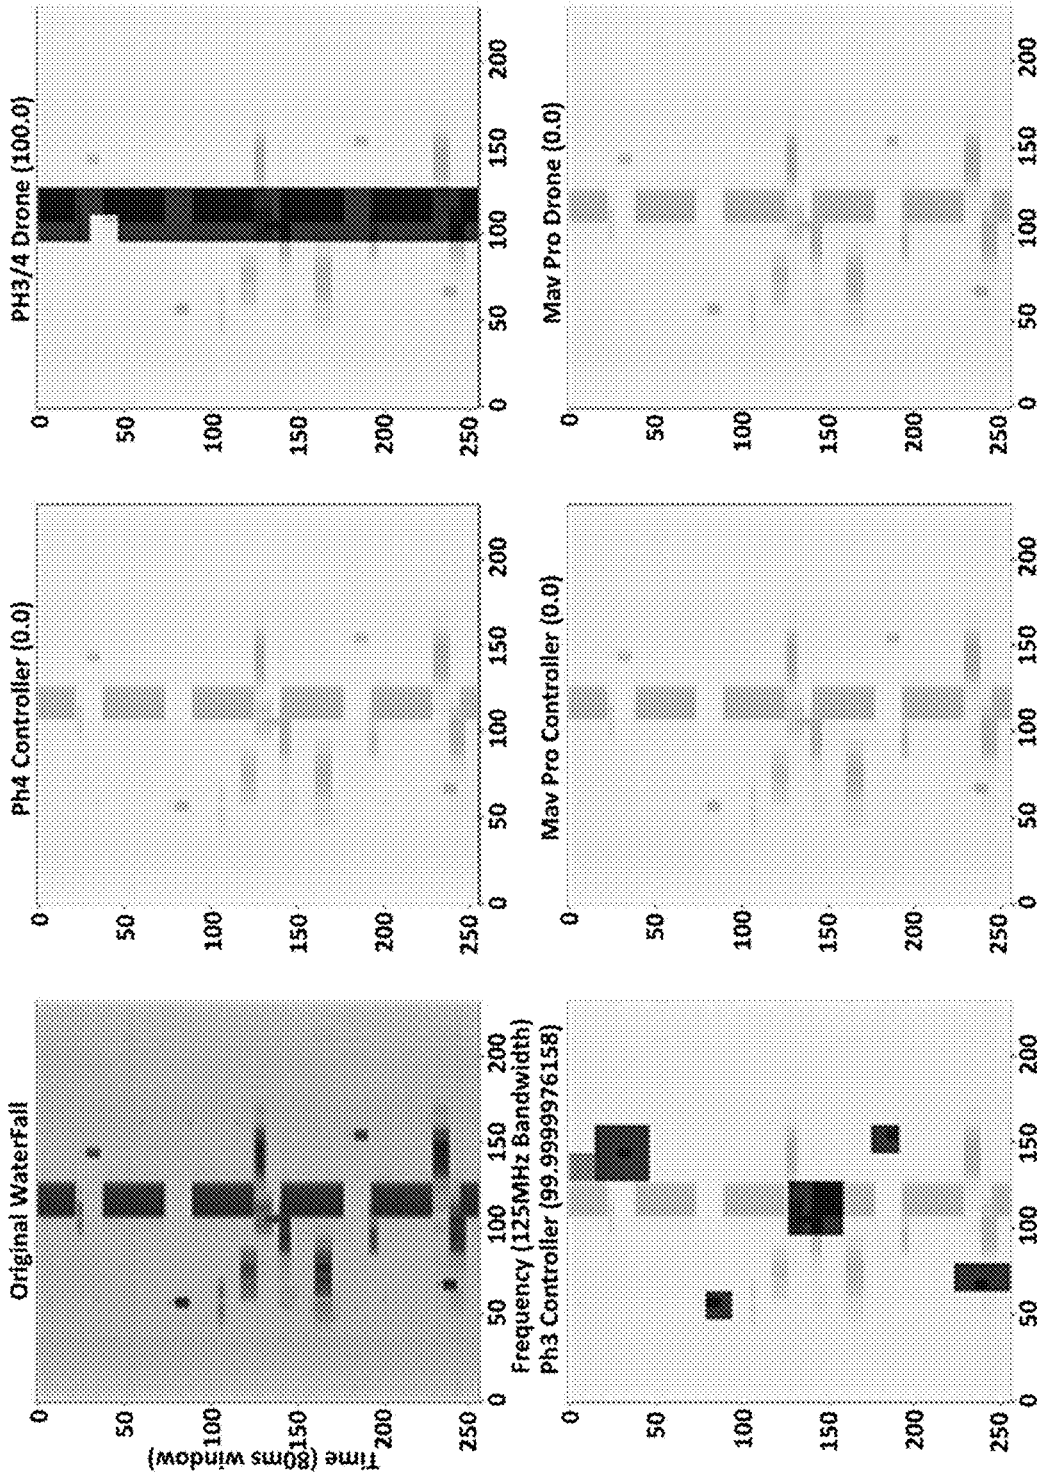 Original WaterFall
Ph4 Controller (0.0)
PH3/4 Drone (100.0)
Time (80ms window)
0
50
100
150
200
250
0
50
100
150
200
250
0
50
100
150
200
250
0 50 100 150 200
0 50 100 150 200
0 50 100 150 200
Frequency (125MHz Bandwidth)
Ph3 Controller (99.9999976158)
Mav Pro Controller (0.0)
Mav Pro Drone (0.0)
0
50
100
150
200
250
0
50
100
150
200
250
0
50
100
150
200
250
0 50 100 150 200
0 50 100 150 200
0 50 100 150 200